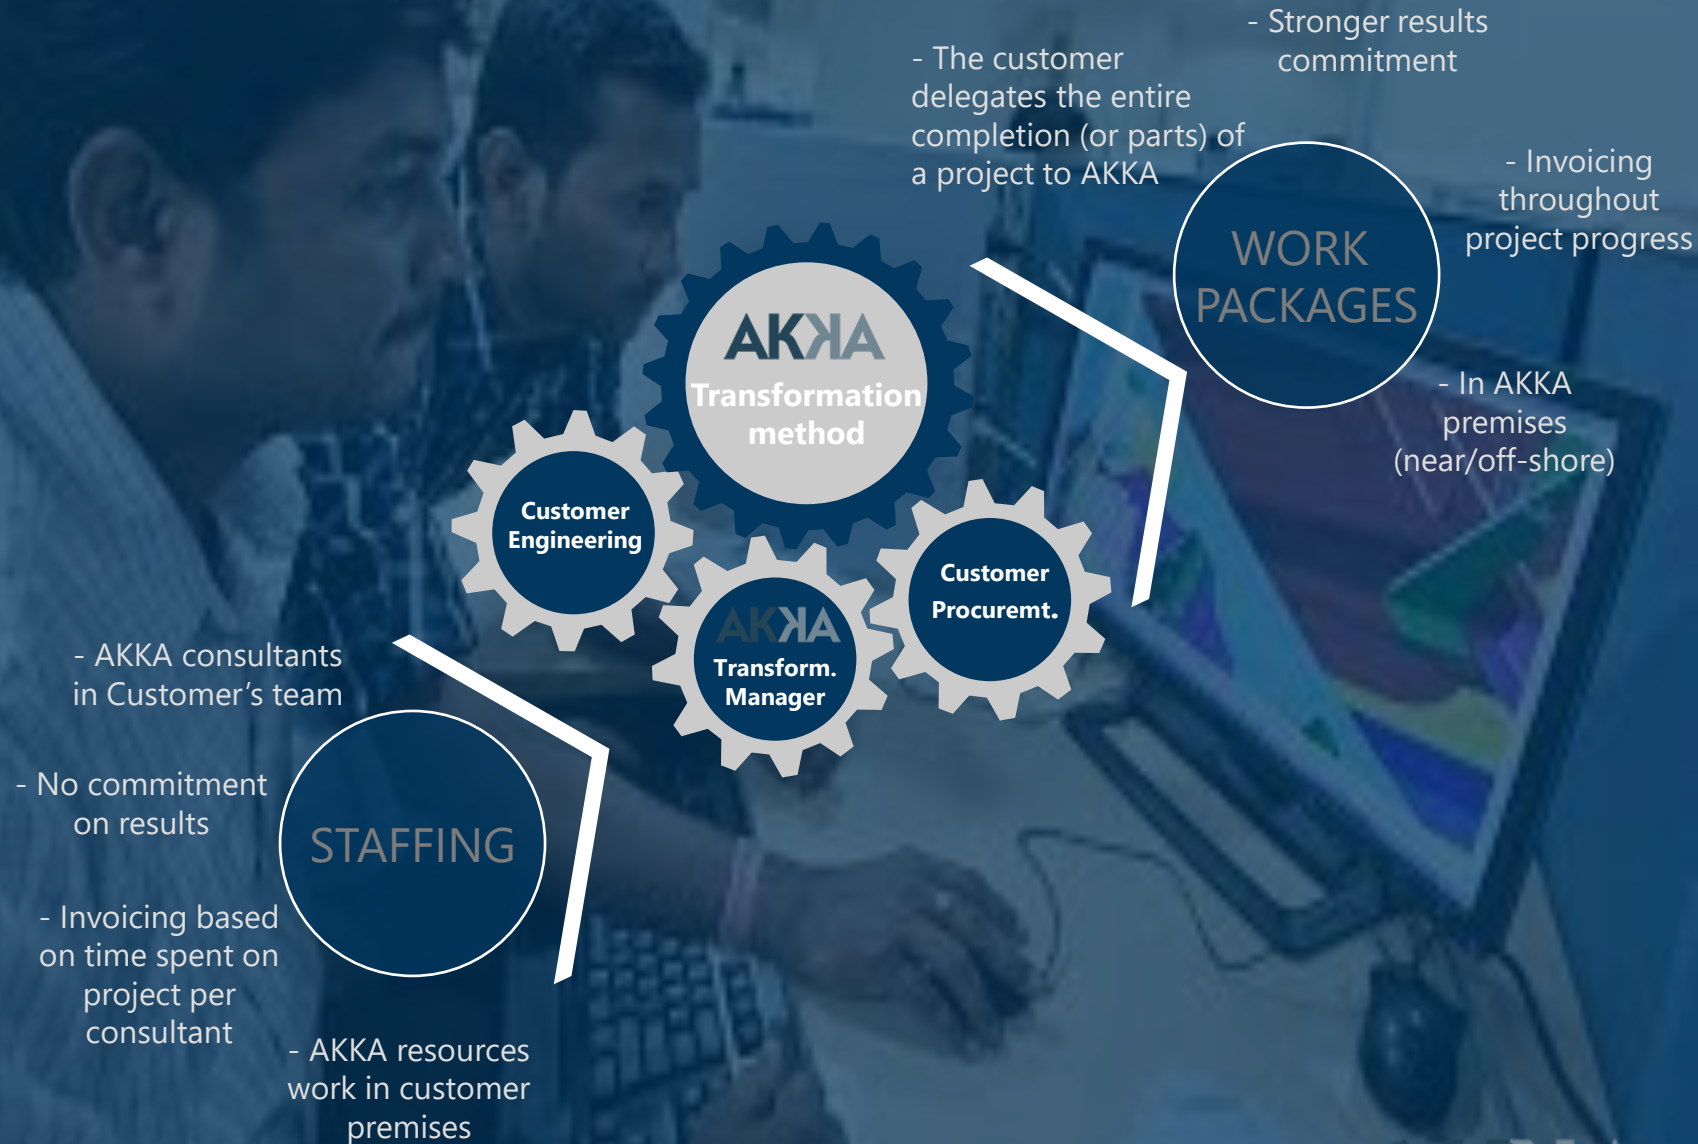 - Stronger results
commitment
- The customer
delegates the entire
completion (or parts) of
a project to AKKA
- Invoicing
throughout
project progress
WORK
PACKAGES
- In AKKA
premises
(near/off-shore)
AKKA
Transformation
method
Customer
Engineering
Customer
Procuremt.
AKKA
Transform.
Manager
- AKKA consultants
in Customer’s team
- No commitment
on results
STAFFING
- Invoicing based
on time spent on
project per
consultant
- AKKA resources
work in customer
premises